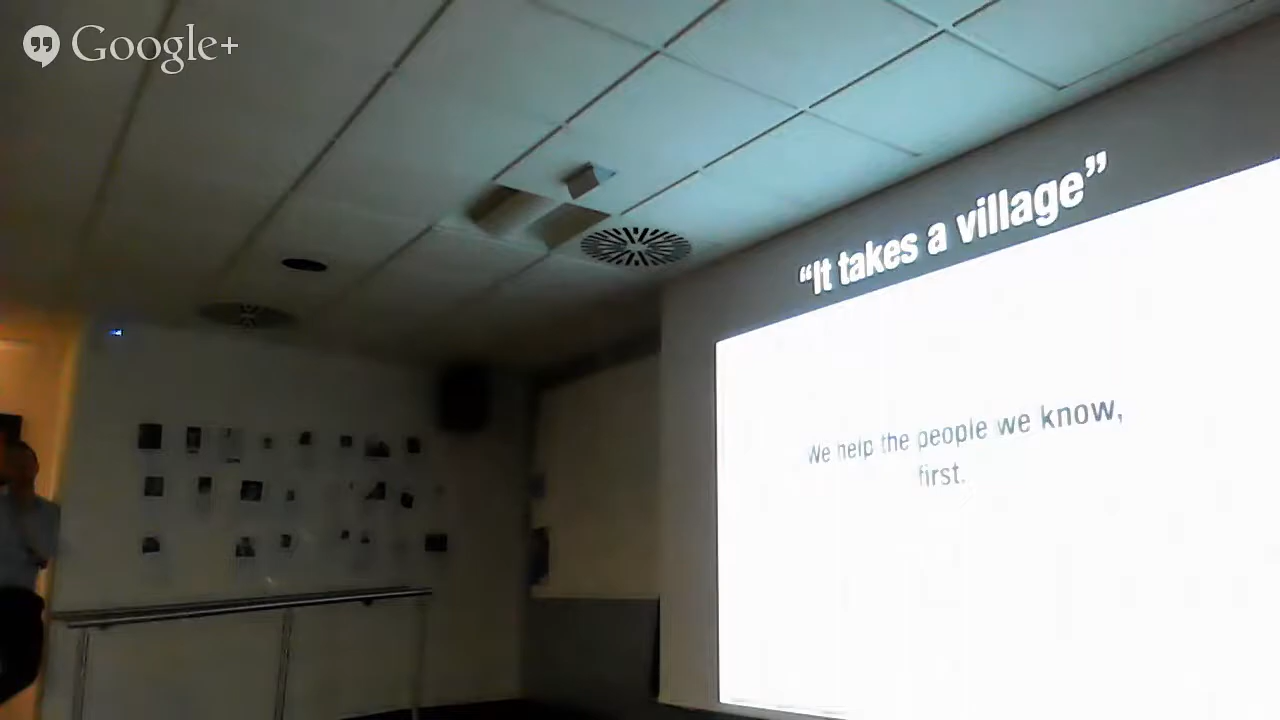 Google+
“It takes a village”
We help the people we know,
first.